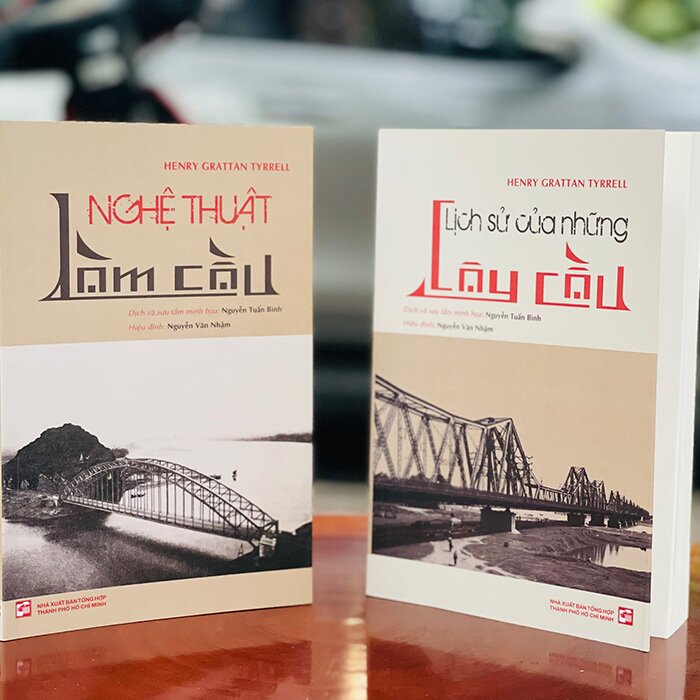 HENRY GRATTAN TYRRELL
NGHỆ THUẬT
Làm cầu
Dịch và sưu tầm minh họa: Nguyễn Tuấn Bình
Hiệu đính: Nguyễn Văn Nhậm
NHÀ XUẤT BẢN TỔNG HỢP
THÀNH PHỐ HỒ CHÍ MINH
HENRY GRATTAN TYRRELL
Lịch sử của những
Cây cầu
Dịch và sưu tầm minh họa: Nguyễn Tuấn Bình
Hiệu đính: Nguyễn Văn Nhậm
NHÀ XUẤT BẢN TỔNG HỢP
THÀNH PHỐ HỒ CHÍ MINH